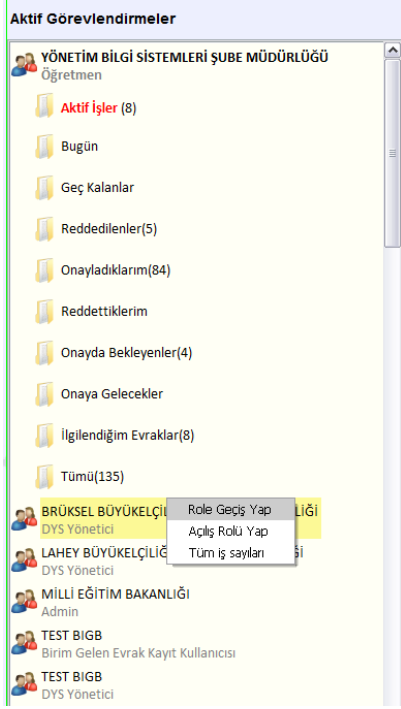 Aktif Görevlendirmeler
YÖNETİM BİLGİ SİSTEMLERİ ŞUBE MÜDÜRLÜĞÜ
Öğretmen
Aktif İşler (8)
Bugün
Geç Kalanlar
Reddedilenler(5)
Onayladıklarım(84)
Reddettiklerim
Onayda Bekleyenler(4)
Onaya Gelecekler
İlgilendiğim Evraklar(8)
Tümü(135)
BRÜKSEL
DYS Yönetici
Role Geçiş Yap
Açılış Rolü Yap
Tüm iş sayıları
LAHEY
DYS Yönetici
MİLLİ EĞİTİM BAKANLIĞI
Admin
TEST BIGB
Birim Gelen Evrak Kayıt Kullanıcısı
TEST BIGB
DYS Yönetici